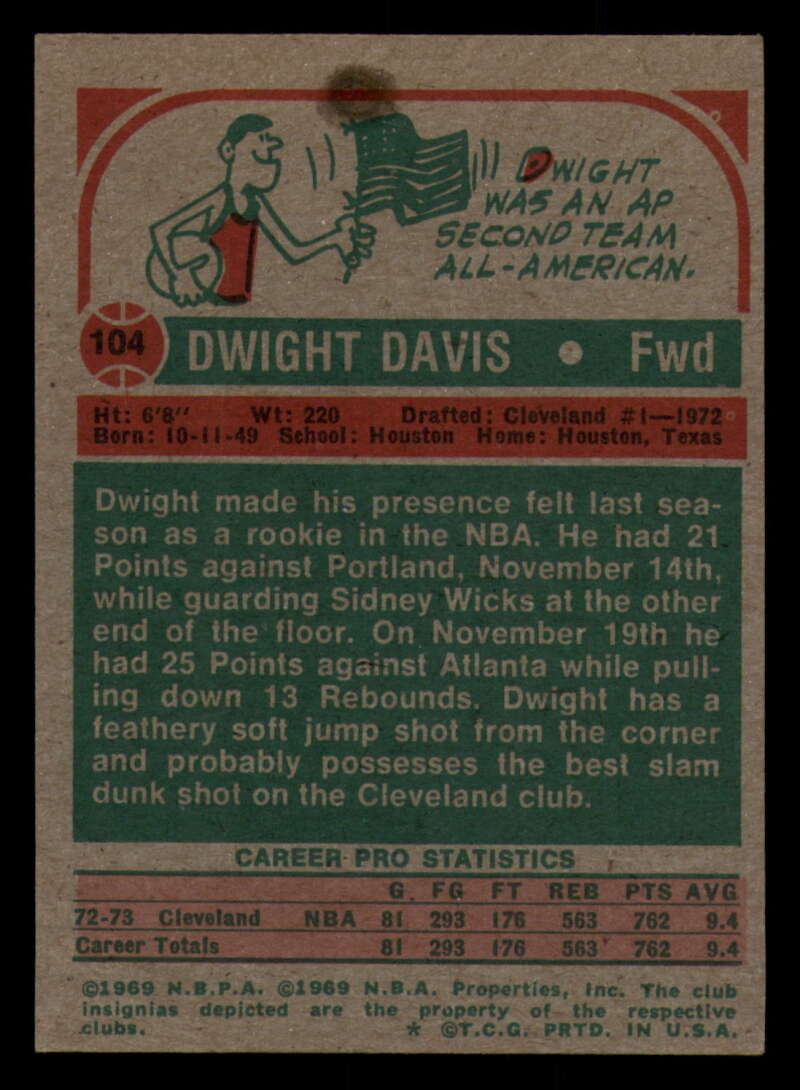 DWIGHT
WAS AN AP
SECOND TEAM
ALL-AMERICAN.
104 DWIGHT DAVIS • Fwd
Ht: 6'8" Wt: 220 Drafted: Cleveland #1—1972
Born: 10-11-49 School: Houston Home: Houston, Texas
Dwight made his presence felt last sea-
son as a rookie in the NBA. He had 21
Points against Portland, November 14th,
while guarding Sidney Wicks at the other
end of the floor. On November 19th he
had 25 Points against Atlanta while pull-
ing down 13 Rebounds. Dwight has a
feathery soft jump shot from the corner
and probably possesses the best slam
dunk shot on the Cleveland club.
CAREER PRO STATISTICS
G. FG FT REB PTS AVG
72-73 Cleveland NBA 81 293 176 563 762 9.4
Career Totals 81 293 176 563 762 9.4
©1969 N.B.P.A. ©1969 N.B.A. Properties, Inc. The club
insignias depicted are the property of the respective
clubs. * ©T.C.G. PRTD. IN U.S.A.